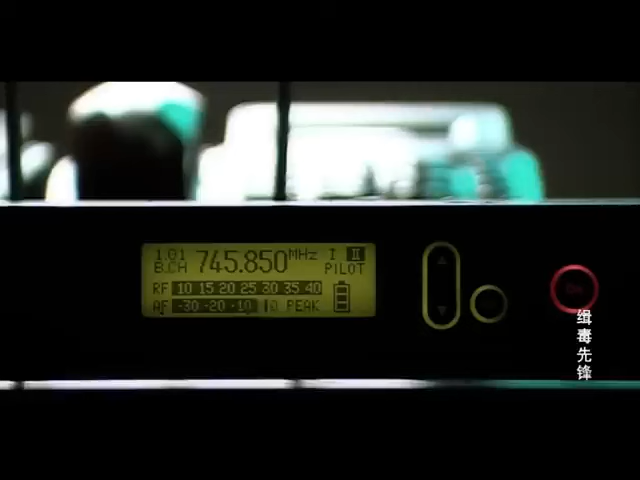 1.01 745.850 MHz I II
B.CH PILOT
RF 10 15 20 25 30 35 40
AF -30 -20 -10 0 PEAK
缉毒先锋